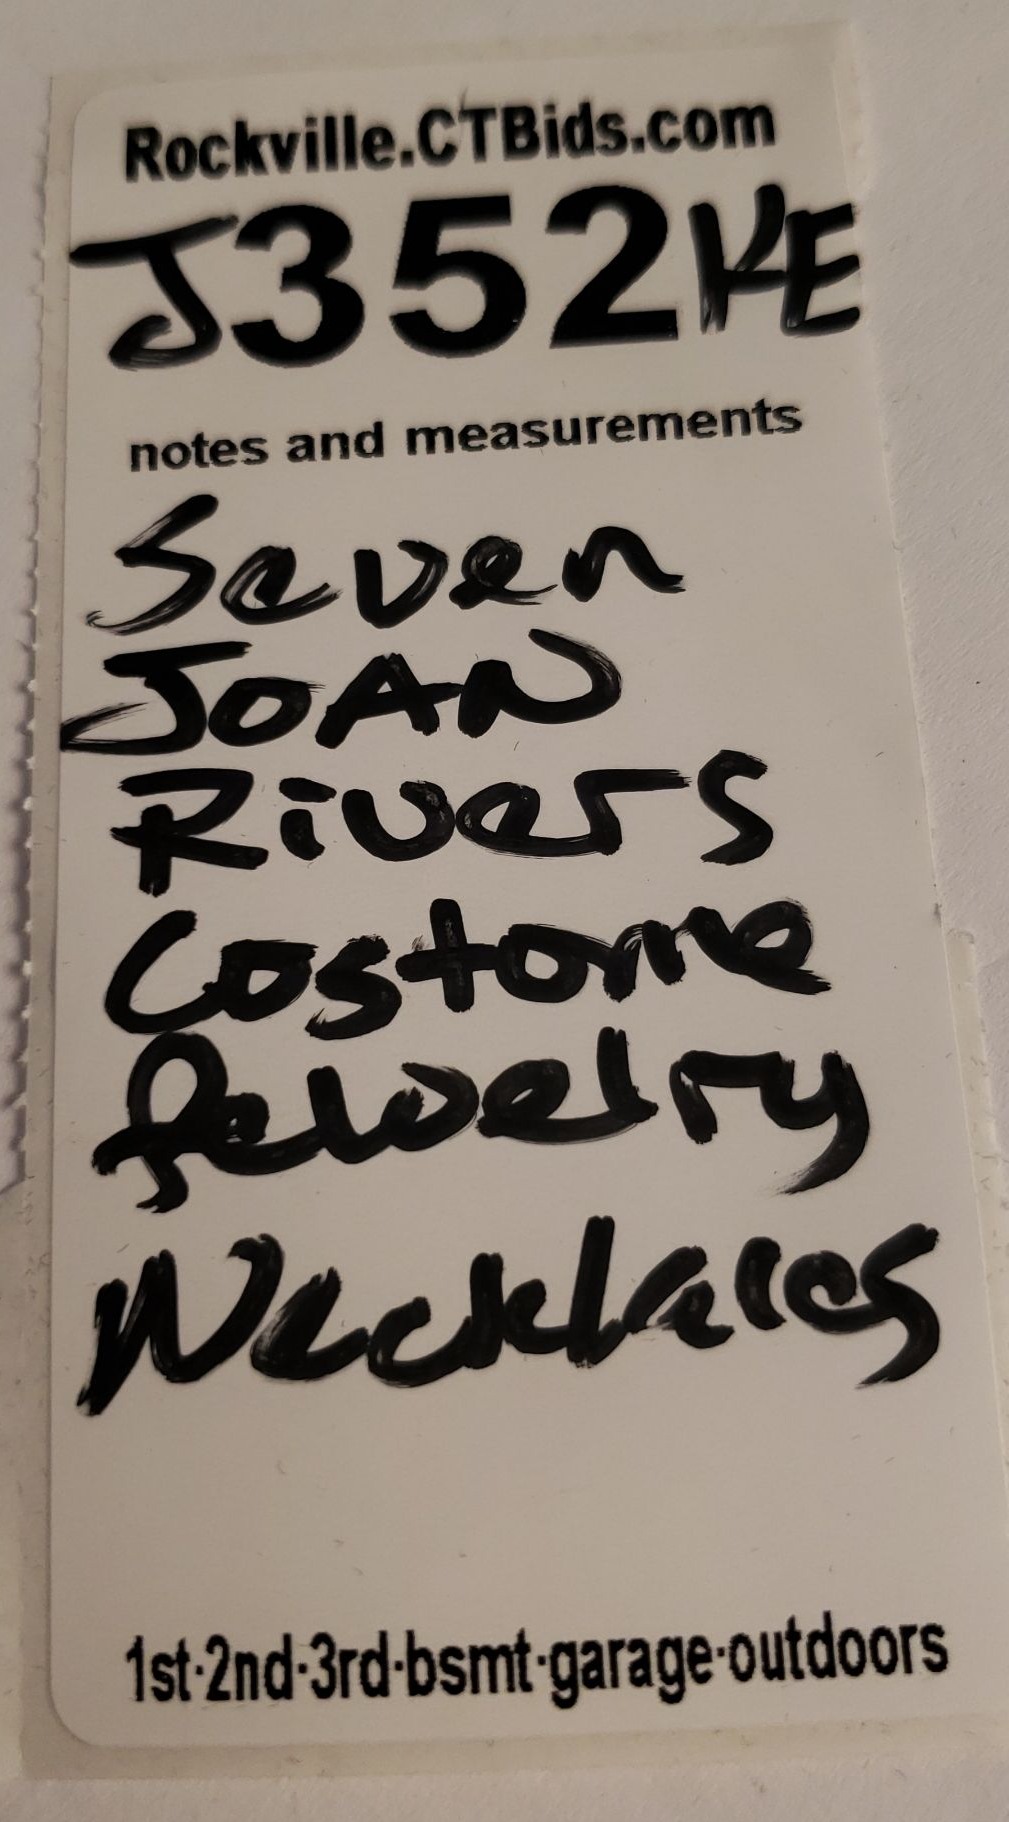 Rockville.CTBids.com
J352KE
notes and measurements
Seven
JOAN
Rivers
Costome
Jewelry
Necklaces
1st·2nd·3rd·bsmt·garage·outdoors